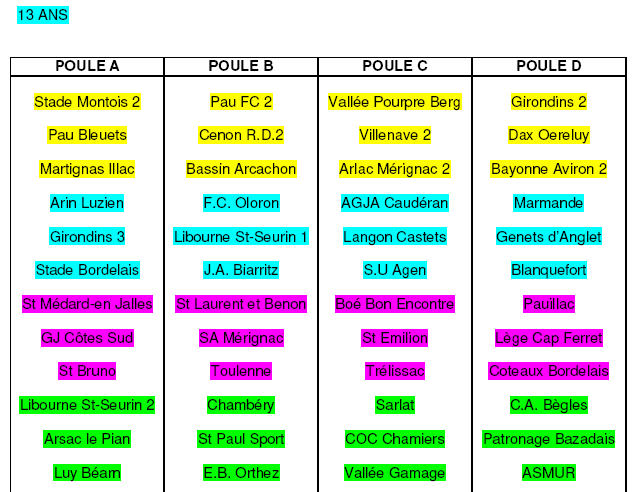 13 ANS
POULE A POULE B POULE C POULE D
Stade Montois 2 Pau FC 2 Vallée Pourpre Berg Girondins 2
Pau Bleuets Cenon R.D.2 Villenave 2 Dax Oereluy
Martignas Illac Bassin Arcachon Arlac Mérignac 2 Bayonne Aviron 2
Arin Luzien F.C. Oloron AGJA Caudéran Marmande
Girondins 3 Libourne St-Seurin 1 Langon Castets Genets d'Anglet
Stade Bordelais J.A. Biarritz S.U Agen Blanquefort
St Médard-en Jalles St Laurent et Benon Boé Bon Encontre Pauillac
GJ Côtes Sud SA Mérignac St Emilion Lège Cap Ferret
St Bruno Toulenne Trélissac Coteaux Bordelais
Libourne St-Seurin 2 Chambéry Sarlat C.A. Bègles
Arsac le Pian St Paul Sport COC Chamiers Patronage Bazadais
Luy Béarn E.B. Orthez Vallée Gamage ASMUR